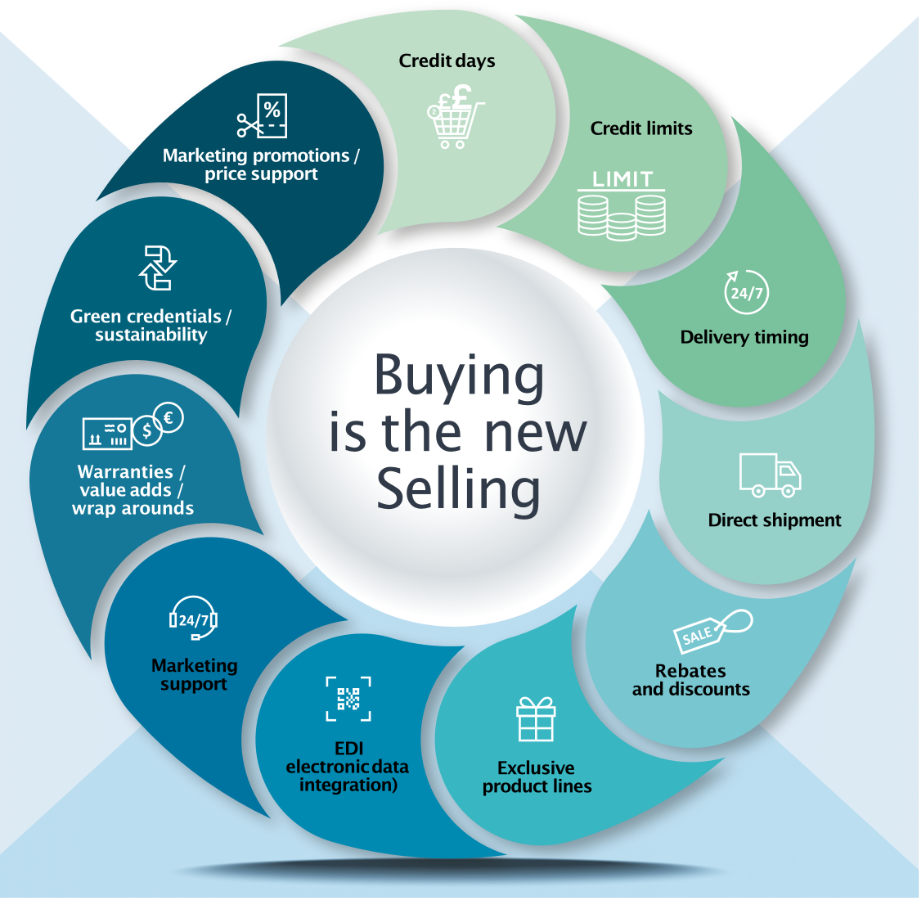 Credit days
££
Credit limits
LIMIT
24/7
Delivery timing
Direct shipment
SALE
Rebates
and discounts
Exclusive
product lines
EDI
electronic data
integration)
24/7
Marketing
support
$ €
Warranties /
value adds /
wrap arounds
Green credentials /
sustainability
%
Marketing promotions /
price support
Buying
is the new
Selling